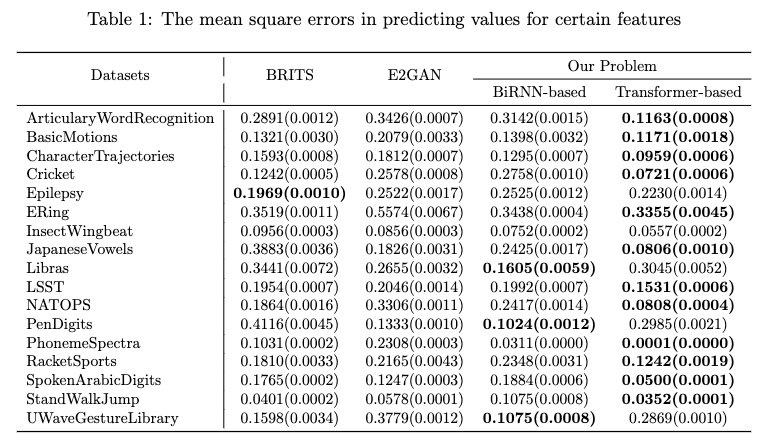 Table 1: The mean square errors in predicting values for certain features
Datasets BRITS E2GAN Our Problem
BiRNN-based Transformer-based
ArticularyWordRecognition 0.2891(0.0012) 0.3426(0.0007) 0.3142(0.0015) 0.1163(0.0008)
BasicMotions 0.1321(0.0030) 0.2079(0.0033) 0.1398(0.0032) 0.1171(0.0018)
CharacterTrajectories 0.1593(0.0008) 0.1812(0.0007) 0.1295(0.0007) 0.0959(0.0006)
Cricket 0.1242(0.0005) 0.2578(0.0008) 0.2758(0.0010) 0.0721(0.0006)
Epilepsy 0.1969(0.0010) 0.2522(0.0017) 0.2525(0.0012) 0.2230(0.0014)
ERing 0.3519(0.0011) 0.5574(0.0067) 0.3438(0.0004) 0.3355(0.0045)
InsectWingbeat 0.0956(0.0003) 0.0856(0.0003) 0.0752(0.0002) 0.0557(0.0002)
JapaneseVowels 0.3883(0.0036) 0.1826(0.0031) 0.2425(0.0017) 0.0806(0.0010)
Libras 0.3441(0.0072) 0.2655(0.0032) 0.1605(0.0059) 0.3045(0.0052)
LSST 0.1954(0.0007) 0.2046(0.0014) 0.1992(0.0007) 0.1531(0.0006)
NATOPS 0.1864(0.0016) 0.3306(0.0011) 0.2417(0.0014) 0.0808(0.0004)
PenDigits 0.4116(0.0045) 0.1333(0.0010) 0.1024(0.0012) 0.2985(0.0021)
PhonemeSpectra 0.1031(0.0002) 0.2308(0.0003) 0.0311(0.0000) 0.0001(0.0000)
RacketSports 0.1810(0.0033) 0.2165(0.0043) 0.2348(0.0031) 0.1242(0.0019)
SpokenArabicDigits 0.1765(0.0002) 0.1247(0.0003) 0.1884(0.0006) 0.0500(0.0001)
StandWalkJump 0.0401(0.0002) 0.0578(0.0001) 0.1075(0.0008) 0.0352(0.0001)
UWaveGestureLibrary 0.1598(0.0034) 0.3779(0.0012) 0.1075(0.0008) 0.2869(0.0010)